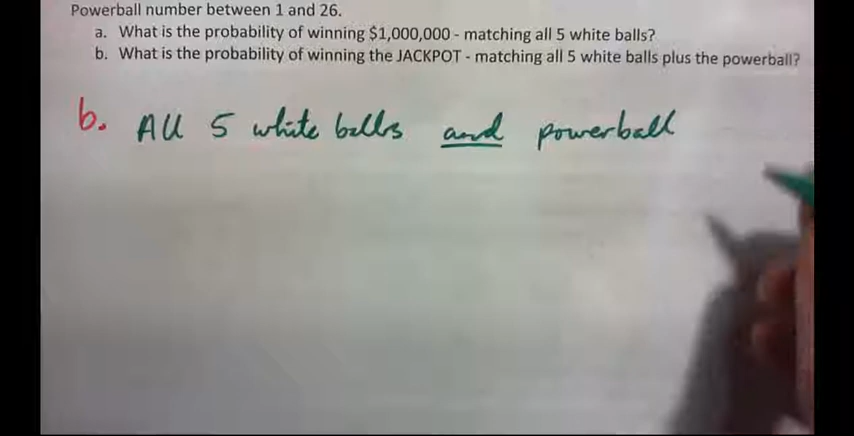 Powerball number between 1 and 26.
a. What is the probability of winning $1,000,000 - matching all 5 white balls?
b. What is the probability of winning the JACKPOT - matching all 5 white balls plus the powerball?
b. All 5 white balls and powerball